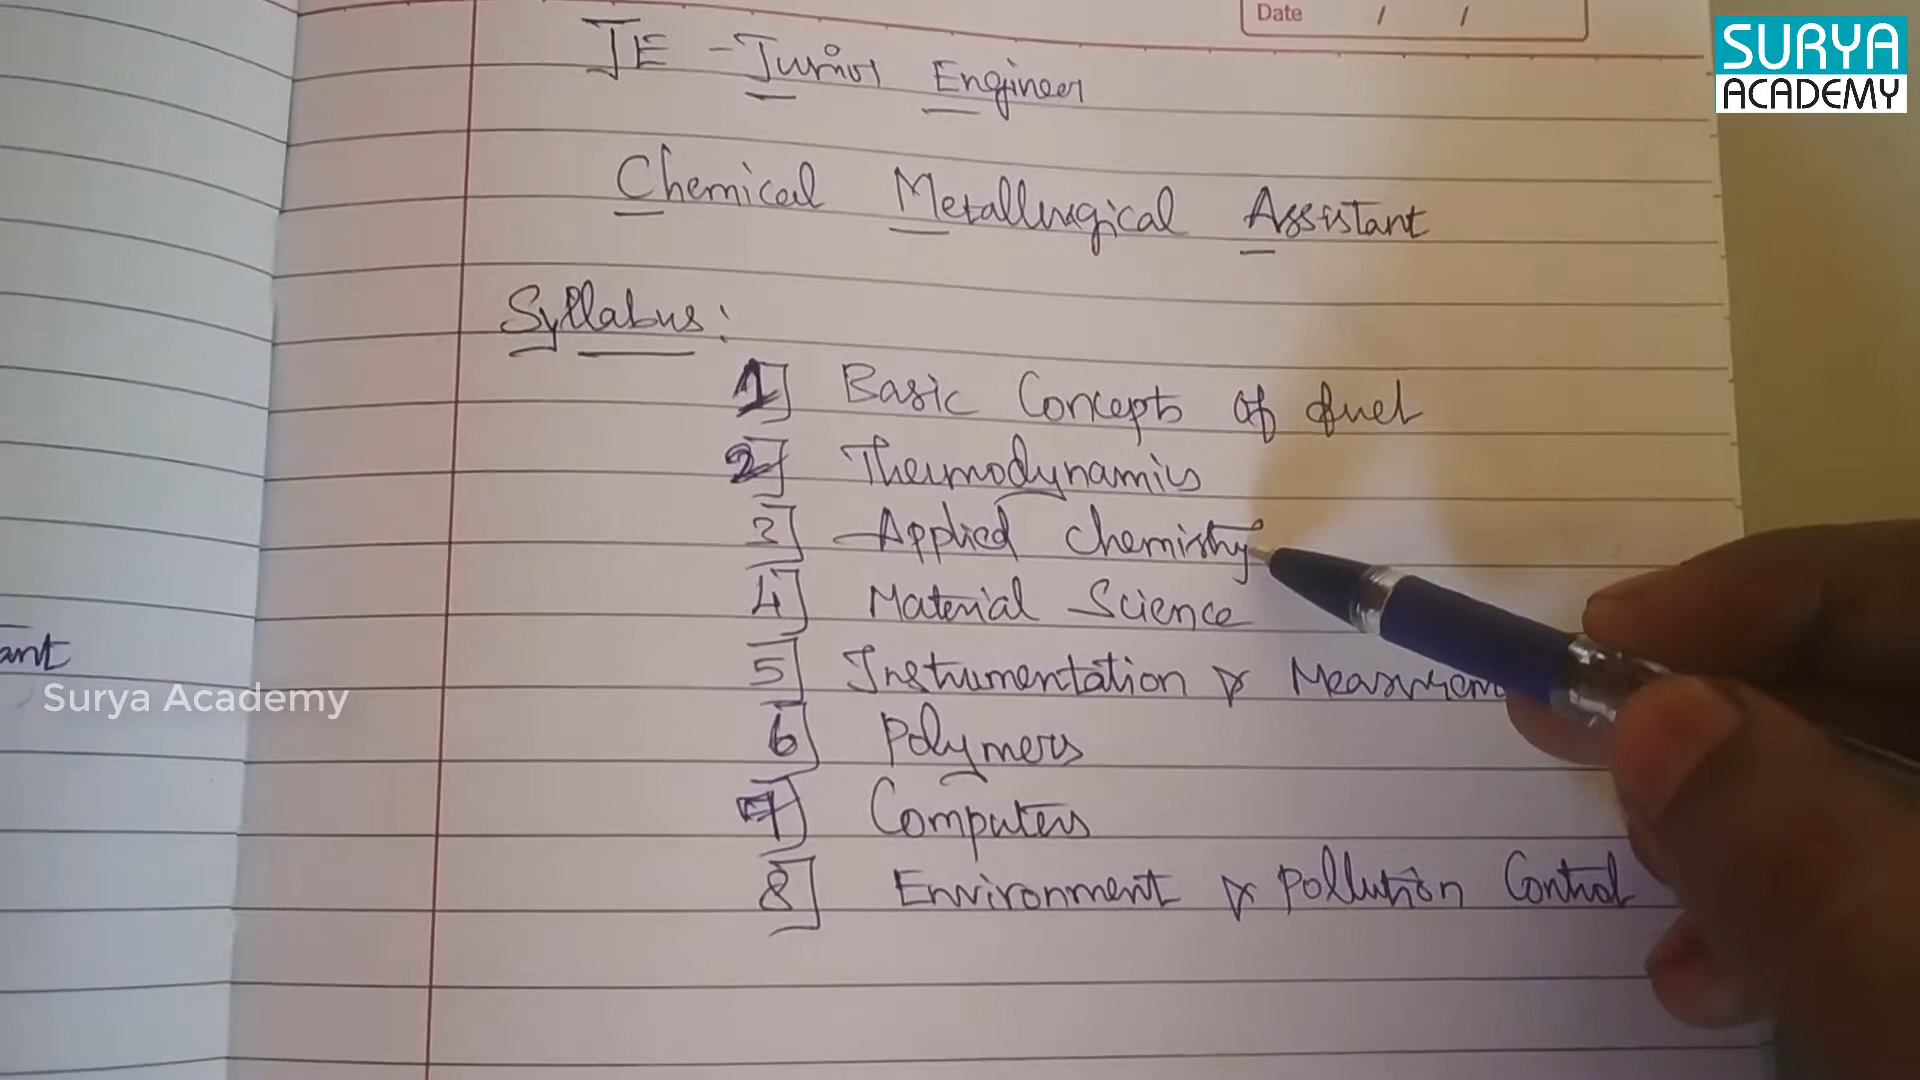 Date / /
SURYA
ACADEMY
JE - Junior Engineer
Chemical Metallurgical Assistant
Syllabus:
1] Basic Concepts of fuel
2] Thermodynamics
3] Applied Chemistry
4] Material Science
ant
5] Instrumentation &
Surya Academy
6] Polymers
7] Computers
8] Environment & Pollution Control